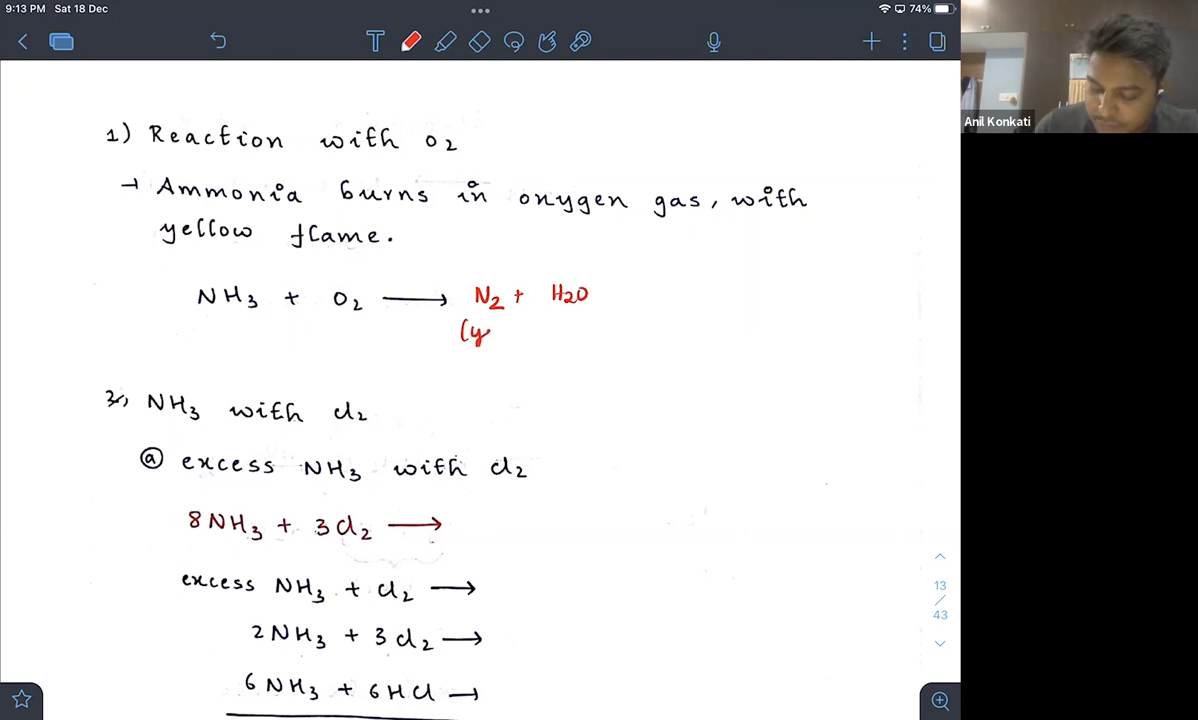 9:13 PM Sat 18 Dec
74%
Anil Konkati
1) Reaction with O2
→ Ammonia burns in oxygen gas, with
yellow flame.
NH3 + O2 ⟶ N2 + H2O
(y
NH3 with Cl2
ⓐ excess NH3 with Cl2
8NH3 + 3Cl2 ⟶
excess NH3 + Cl2 ⟶
2NH3 + 3Cl2 ⟶
6NH3 + 6HCl ⟶
13
/
43